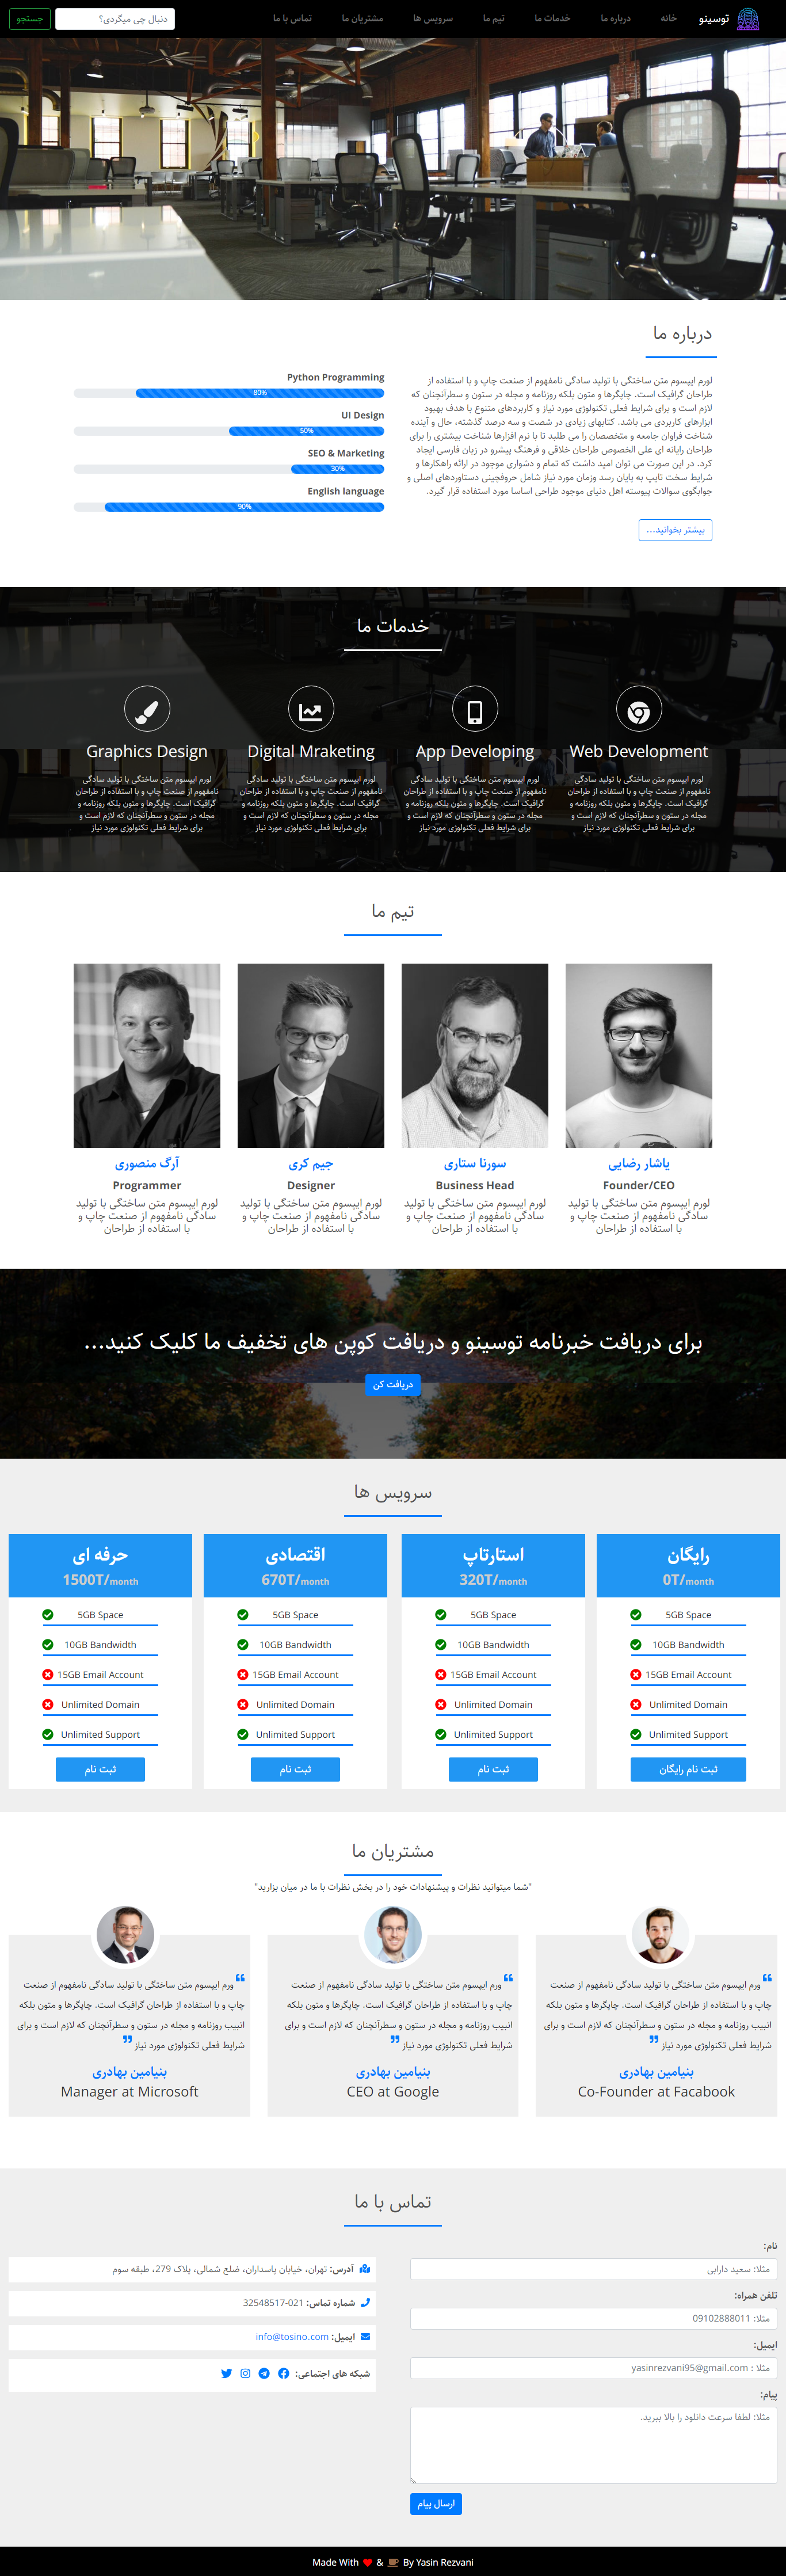 توسینو
خانه
درباره ما
خدمات ما
تیم ما
سرویس ها
مشتریان ما
تماس با ما
دنبال چی میگردی؟
جستجو
درباره ما
لورم ایپسوم متن ساختگی با تولید سادگی نامفهوم از صنعت چاپ و با استفاده از
طراحان گرافیک است. چاپگرها و متون بلکه روزنامه و مجله در ستون و سطرآنچنان که
لازم است و برای شرایط فعلی تکنولوژی مورد نیاز و کاربردهای متنوع با هدف بهبود
ابزارهای کاربردی می باشد. کتابهای زیادی در شصت و سه درصد گذشته، حال و آینده
شناخت فراوان جامعه و متخصصان را می طلبد تا با نرم افزارها شناخت بیشتری را برای
طراحان رایانه ای علی الخصوص طراحان خلاقی و فرهنگ پیشرو در زبان فارسی ایجاد
کرد. در این صورت می توان امید داشت که تمام و دشواری موجود در ارائه راهکارها و
شرایط سخت تایپ به پایان رسد وزمان مورد نیاز شامل حروفچینی دستاوردهای اصلی و
جوابگوی سوالات پیوسته اهل دنیای موجود طراحی اساسا مورد استفاده قرار گیرد.
بیشتر بخوانید...
Python Programming
80%
UI Design
50%
SEO & Marketing
30%
English language
90%
خدمات ما
Web Development
لورم ایپسوم متن ساختگی با تولید سادگی
نامفهوم از صنعت چاپ و با استفاده از طراحان
گرافیک است. چاپگرها و متون بلکه روزنامه و
مجله در ستون و سطرآنچنان که لازم است و
برای شرایط فعلی تکنولوژی مورد نیاز
App Developing
لورم ایپسوم متن ساختگی با تولید سادگی
نامفهوم از صنعت چاپ و با استفاده از طراحان
گرافیک است. چاپگرها و متون بلکه روزنامه و
مجله در ستون و سطرآنچنان که لازم است و
برای شرایط فعلی تکنولوژی مورد نیاز
Digital Mraketing
لورم ایپسوم متن ساختگی با تولید سادگی
نامفهوم از صنعت چاپ و با استفاده از طراحان
گرافیک است. چاپگرها و متون بلکه روزنامه و
مجله در ستون و سطرآنچنان که لازم است و
برای شرایط فعلی تکنولوژی مورد نیاز
Graphics Design
لورم ایپسوم متن ساختگی با تولید سادگی
نامفهوم از صنعت چاپ و با استفاده از طراحان
گرافیک است. چاپگرها و متون بلکه روزنامه و
مجله در ستون و سطرآنچنان که لازم است و
برای شرایط فعلی تکنولوژی مورد نیاز
تیم ما
یاشار رضایی
Founder/CEO
لورم ایپسوم متن ساختگی با تولید
سادگی نامفهوم از صنعت چاپ و
با استفاده از طراحان
سورنا ستاری
Business Head
لورم ایپسوم متن ساختگی با تولید
سادگی نامفهوم از صنعت چاپ و
با استفاده از طراحان
جیم کری
Designer
لورم ایپسوم متن ساختگی با تولید
سادگی نامفهوم از صنعت چاپ و
با استفاده از طراحان
آرگ منصوری
Programmer
لورم ایپسوم متن ساختگی با تولید
سادگی نامفهوم از صنعت چاپ و
با استفاده از طراحان
برای دریافت خبرنامه توسینو و دریافت کوپن های تخفیف ما کلیک کنید...
دریافت کن
سرویس ها
رایگان
0T/month
5GB Space
10GB Bandwidth
15GB Email Account
Unlimited Domain
Unlimited Support
ثبت نام رایگان
استارتاپ
320T/month
5GB Space
10GB Bandwidth
15GB Email Account
Unlimited Domain
Unlimited Support
ثبت نام
اقتصادی
670T/month
5GB Space
10GB Bandwidth
15GB Email Account
Unlimited Domain
Unlimited Support
ثبت نام
حرفه ای
1500T/month
5GB Space
10GB Bandwidth
15GB Email Account
Unlimited Domain
Unlimited Support
ثبت نام
مشتریان ما
"شما میتوانید نظرات و پیشنهادات خود را در بخش نظرات با ما در میان بزارید"
ورم ایپسوم متن ساختگی با تولید سادگی نامفهوم از صنعت
چاپ و با استفاده از طراحان گرافیک است. چاپگرها و متون بلکه
انبیب روزنامه و مجله در ستون و سطرآنچنان که لازم است و برای
شرایط فعلی تکنولوژی مورد نیاز
بنیامین بهادری
Co-Founder at Facabook
ورم ایپسوم متن ساختگی با تولید سادگی نامفهوم از صنعت
چاپ و با استفاده از طراحان گرافیک است. چاپگرها و متون بلکه
انبیب روزنامه و مجله در ستون و سطرآنچنان که لازم است و برای
شرایط فعلی تکنولوژی مورد نیاز
بنیامین بهادری
CEO at Google
ورم ایپسوم متن ساختگی با تولید سادگی نامفهوم از صنعت
چاپ و با استفاده از طراحان گرافیک است. چاپگرها و متون بلکه
انبیب روزنامه و مجله در ستون و سطرآنچنان که لازم است و برای
شرایط فعلی تکنولوژی مورد نیاز
بنیامین بهادری
Manager at Microsoft
تماس با ما
نام:
مثلا: سعید دارابی
تلفن همراه:
مثلا: 09102888011
ایمیل:
مثلا : yasinrezvani95@gmail.com
پیام:
مثلا: لطفا سرعت دانلود را بالا ببرید.
ارسال پیام
آدرس: تهران، خیابان پاسداران، ضلع شمالی، پلاک 279، طبقه سوم
شماره تماس: 021-32548517
ایمیل: info@tosino.com
شبکه های اجتماعی:
Made With & By Yasin Rezvani